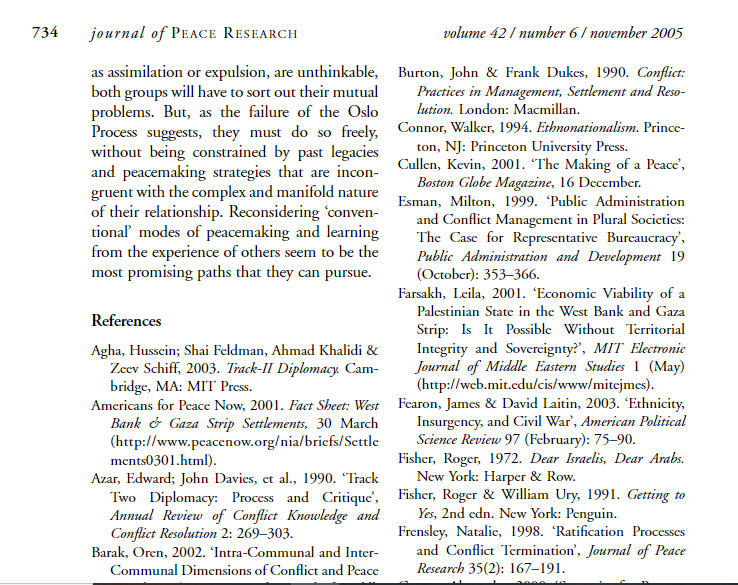 734 journal of PEACE RESEARCH volume 42 / number 6 / november 2005
as assimilation or expulsion, are unthinkable,
both groups will have to sort out their mutual
problems. But, as the failure of the Oslo
Process suggests, they must do so freely,
without being constrained by past legacies
and peacemaking strategies that are incon-
gruent with the complex and manifold nature
of their relationship. Reconsidering ‘conven-
tional’ modes of peacemaking and learning
from the experience of others seem to be the
most promising paths that they can pursue.
References
Agha, Hussein; Shai Feldman, Ahmad Khalidi &
Zeev Schiff, 2003. Track-II Diplomacy. Cam-
bridge, MA: MIT Press.
Americans for Peace Now, 2001. Fact Sheet: West
Bank & Gaza Strip Settlements, 30 March
(http://www.peacenow.org/nia/briefs/Settle
ments0301.html).
Azar, Edward; John Davies, et al., 1990. ‘Track
Two Diplomacy: Process and Critique’,
Annual Review of Conflict Knowledge and
Conflict Resolution 2: 269–303.
Barak, Oren, 2002. ‘Intra-Communal and Inter-
Communal Dimensions of Conflict and Peace
Burton, John & Frank Dukes, 1990. Conflict:
Practices in Management, Settlement and Reso-
lution. London: Macmillan.
Connor, Walker, 1994. Ethnonationalism. Prince-
ton, NJ: Princeton University Press.
Cullen, Kevin, 2001. ‘The Making of a Peace’,
Boston Globe Magazine, 16 December.
Esman, Milton, 1999. ‘Public Administration
and Conflict Management in Plural Societies:
The Case for Representative Bureaucracy’,
Public Administration and Development 19
(October): 353–366.
Farsakh, Leila, 2001. ‘Economic Viability of a
Palestinian State in the West Bank and Gaza
Strip: Is It Possible Without Territorial
Integrity and Sovereignty?’, MIT Electronic
Journal of Middle Eastern Studies 1 (May)
(http://web.mit.edu/cis/www/mitejmes).
Fearon, James & David Laitin, 2003. ‘Ethnicity,
Insurgency, and Civil War’, American Political
Science Review 97 (February): 75–90.
Fisher, Roger, 1972. Dear Israelis, Dear Arabs.
New York: Harper & Row.
Fisher, Roger & William Ury, 1991. Getting to
Yes, 2nd edn. New York: Penguin.
Frensley, Natalie, 1998. ‘Ratification Processes
and Conflict Termination’, Journal of Peace
Research 35(2): 167–191.